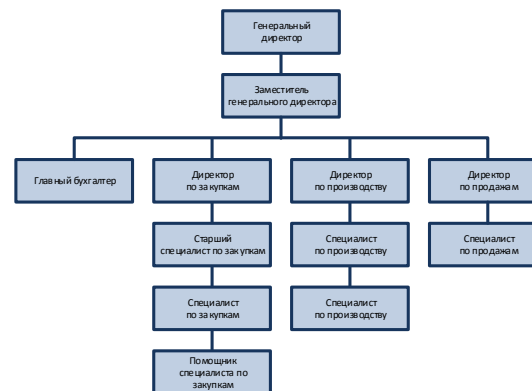 Генеральный
директор
Заместитель
генерального директора
Главный бухгалтер
Директор
по закупкам
Директор
по производству
Директор
по продажам
Старший
специалист по закупкам
Специалист
по производству
Специалист
по продажам
Специалист
по закупкам
Специалист
по производству
Помощник
специалиста по
закупкам